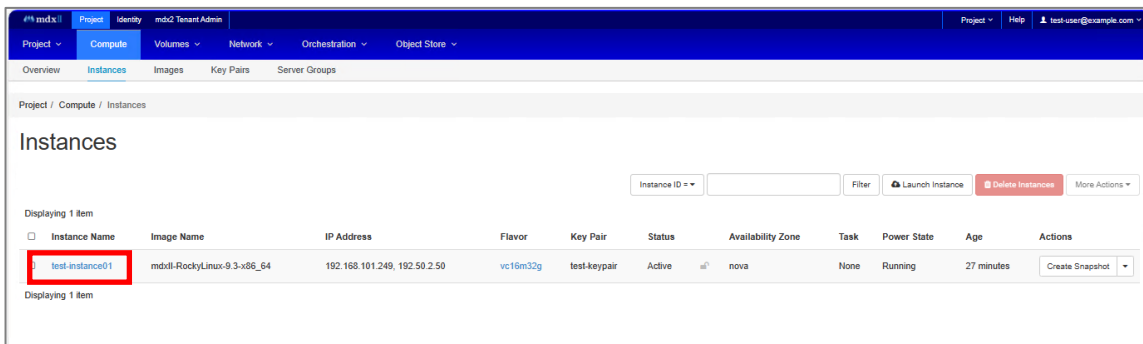 mdxII Project Identity mdx2 Tenant Admin Project Help test-user@example.com
Project Compute Volumes Network Orchestration Object Store
Overview Instances Images Key Pairs Server Groups
Project / Compute / Instances
Instances
Instance ID = Filter Launch Instance Delete Instances More Actions
Displaying 1 item
Instance Name Image Name IP Address Flavor Key Pair Status Availability Zone Task Power State Age Actions
test-instance01 mdxII-RockyLinux-9.3-x86_64 192.168.101.249, 192.50.2.50 vc16m32g test-keypair Active nova None Running 27 minutes Create Snapshot
Displaying 1 item